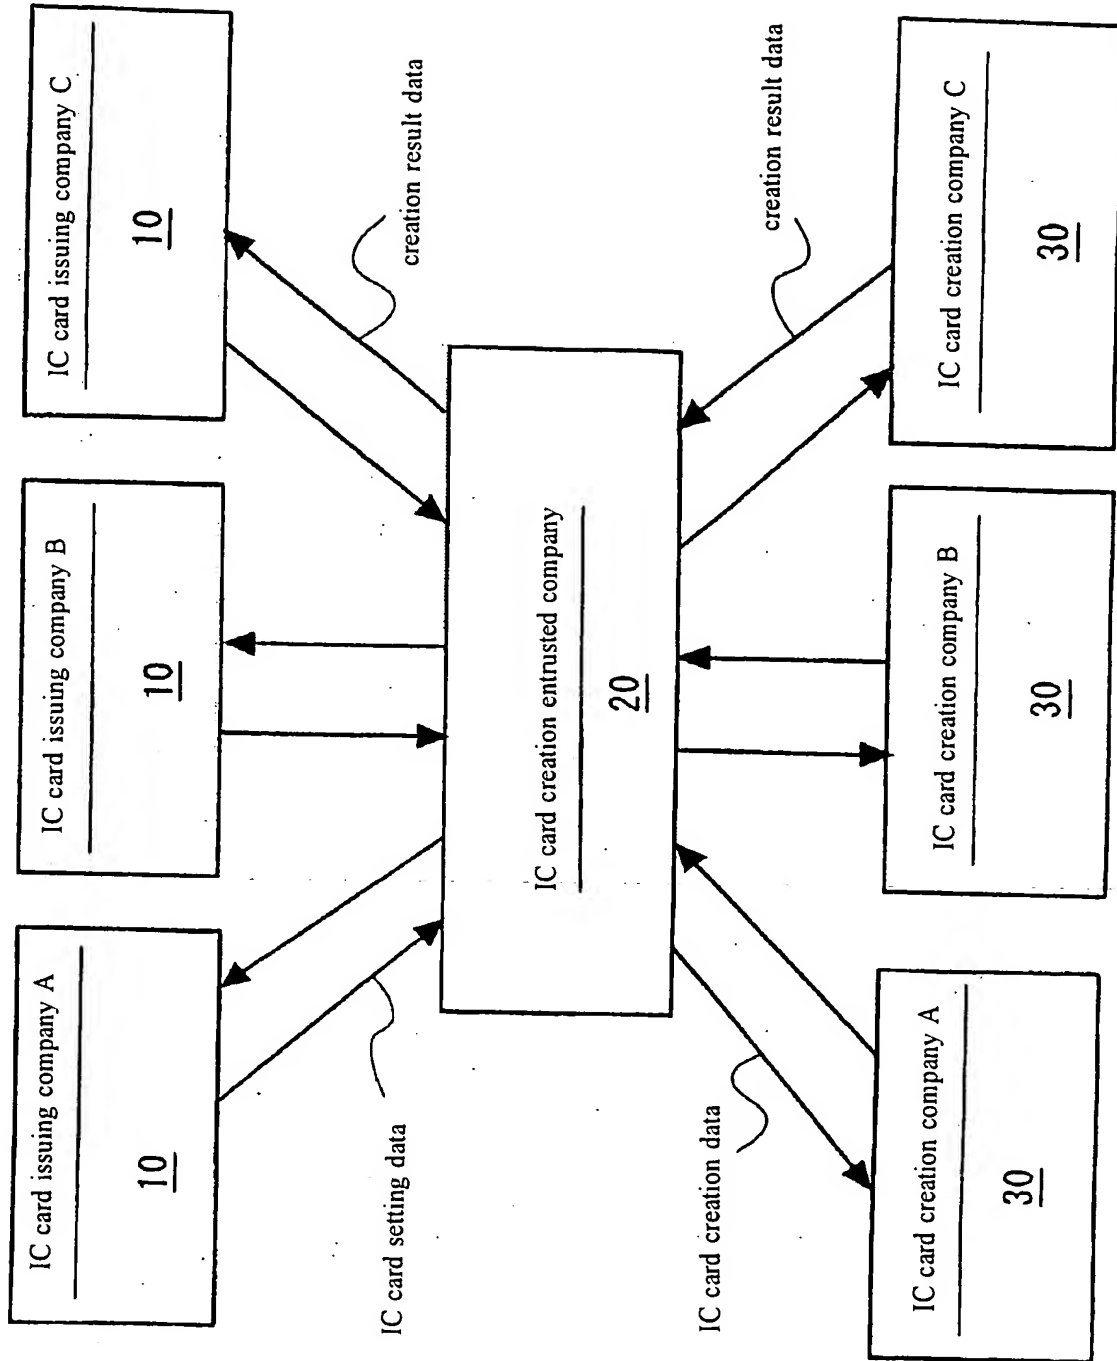 IC card issuing company A
10
IC card issuing company B
10
IC card issuing company C
10
IC card setting data
creation result data
IC card creation entrusted company
20
IC card creation data
creation result data
IC card creation company A
30
IC card creation company B
30
IC card creation company C
30